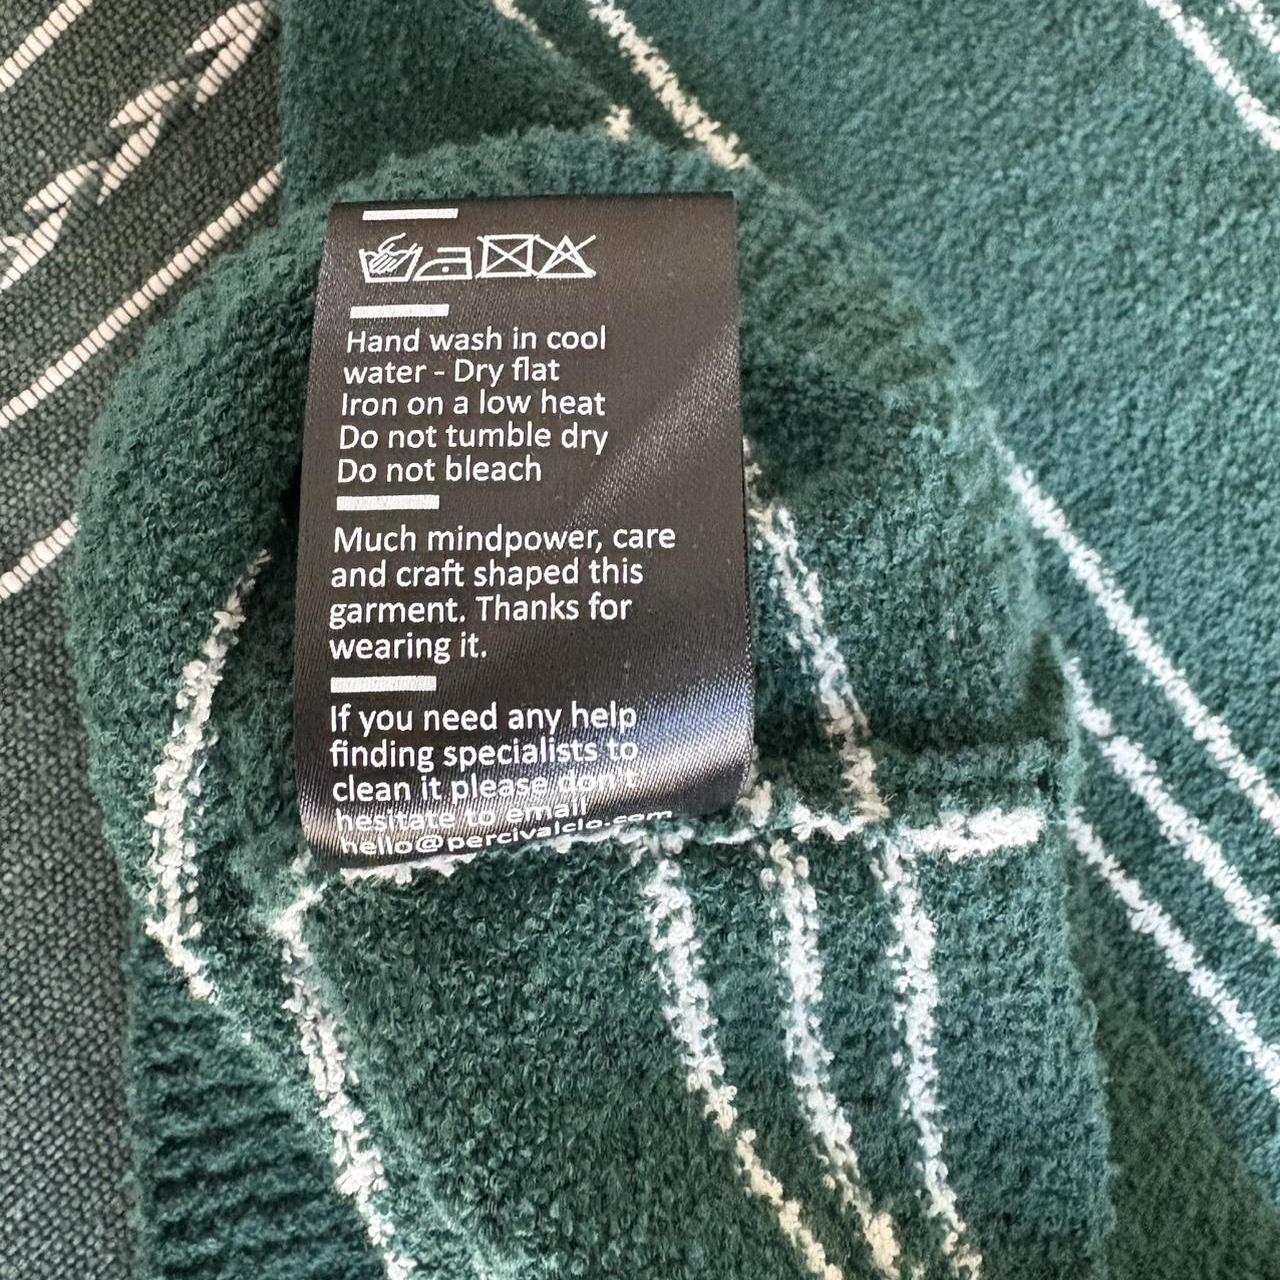 Hand wash in cool
water - Dry flat
Iron on a low heat
Do not tumble dry
Do not bleach
Much mindpower, care
and craft shaped this
garment. Thanks for
wearing it.
If you need any help
finding specialists to
clean it please don't
hesitate to email
hello@percivalclo.com